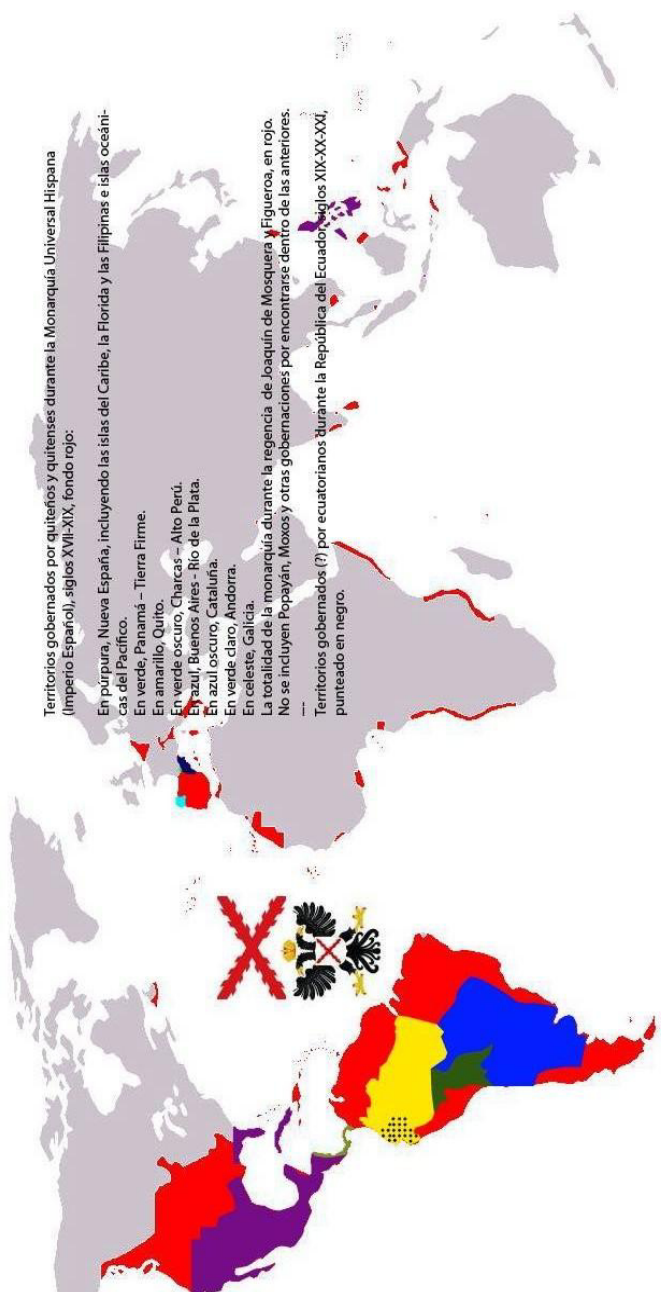 Territorios gobernados por quiteños y quitenses durante la Monarquía Universal Hispana
(Imperio Español), siglos XVII-XIX, fondo rojo:
En púrpura, Nueva España, incluyendo las islas del Caribe, la Florida y las Filipinas e islas oceáni-
cas del Pacífico.
En verde, Panamá – Tierra Firme.
En amarillo, Quito.
En verde oscuro, Charcas – Alto Perú.
En azul, Buenos Aires - Río de la Plata.
En azul oscuro, Cataluña.
En verde claro, Andorra.
En celeste, Galicia.
La totalidad de la monarquía durante la regencia de Joaquín de Mosquera y Figueroa, en rojo.
No se incluyen Popayán, Moxos y otras gobernaciones por encontrarse dentro de las anteriores.
---
Territorios gobernados (?) por ecuatorianos durante la República del Ecuador, siglos XIX-XX-XXI,
punteado en negro.